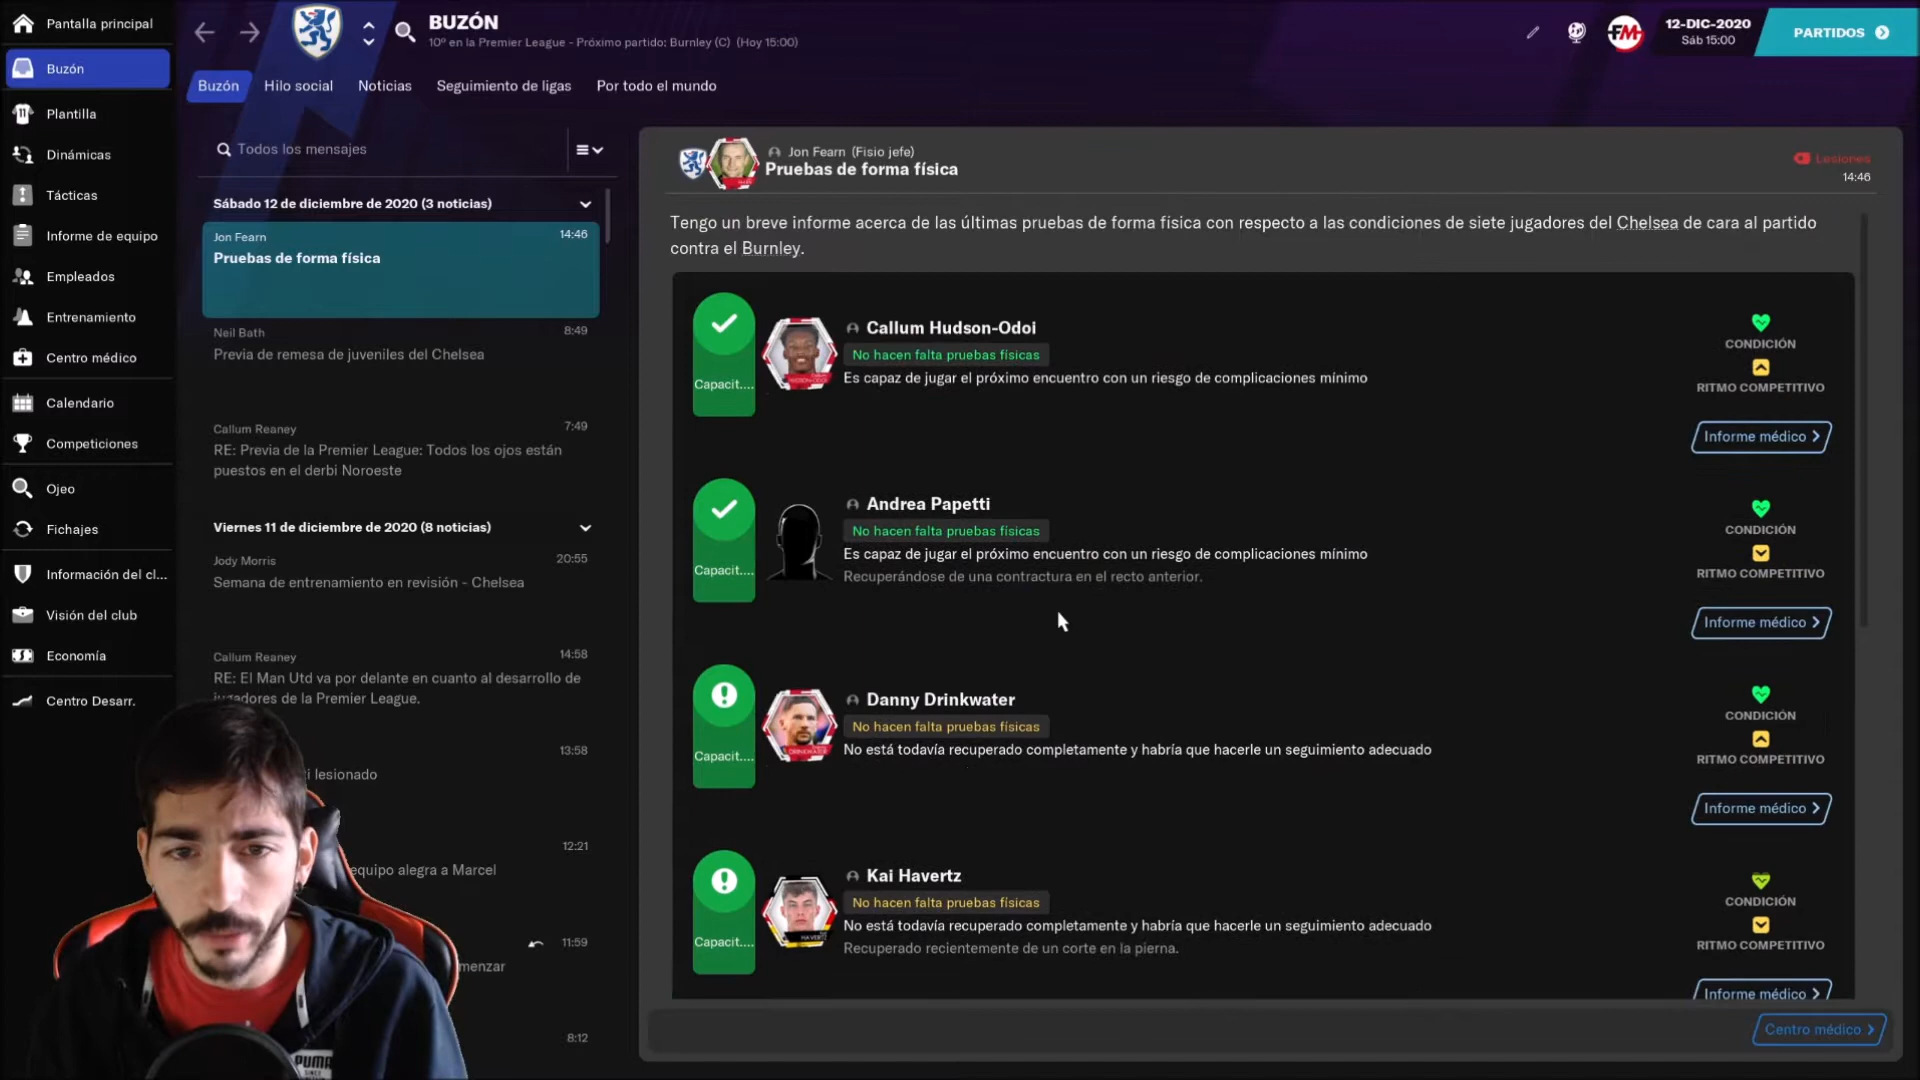 Pantalla principal
Buzón
Plantilla
Dinámicas
Tácticas
Informe de equipo
Empleados
Entrenamiento
Centro médico
Calendario
Competiciones
Ojeo
Fichajes
Información del cl...
Visión del club
Economía
Centro Desarr.
BUZÓN
10º en la Premier League - Próximo partido: Burnley (C) (Hoy 15:00)
FM
12-DIC-2020
Sáb 15:00
PARTIDOS
Buzón Hilo social Noticias Seguimiento de ligas Por todo el mundo
Todos los mensajes
Sábado 12 de diciembre de 2020 (3 noticias)
Jon Fearn 14:46
Pruebas de forma física
Neil Bath 8:49
Previa de remesa de juveniles del Chelsea
Callum Reaney 7:49
RE: Previa de la Premier League: Todos los ojos están
puestos en el derbi Noroeste
Viernes 11 de diciembre de 2020 (8 noticias)
Jody Morris 20:55
Semana de entrenamiento en revisión - Chelsea
Callum Reaney 14:58
RE: El Man Utd va por delante en cuanto al desarrollo de
jugadores de la Premier League.
13:58
ti lesionado
12:21
equipo alegra a Marcel
11:59
menzar
8:12
PUMA
Jon Fearn (Fisio jefe)
Pruebas de forma física
Lesiones
14:46
Tengo un breve informe acerca de las últimas pruebas de forma física con respecto a las condiciones de siete jugadores del Chelsea de cara al partido
contra el Burnley.
Capacit....
Callum Hudson-Odoi
No hacen falta pruebas físicas
Es capaz de jugar el próximo encuentro con un riesgo de complicaciones mínimo
CONDICIÓN
RITMO COMPETITIVO
Informe médico
Capacit....
Andrea Papetti
No hacen falta pruebas físicas
Es capaz de jugar el próximo encuentro con un riesgo de complicaciones mínimo
Recuperándose de una contractura en el recto anterior.
CONDICIÓN
RITMO COMPETITIVO
Informe médico
Capacit....
DRINKWATER
Danny Drinkwater
No hacen falta pruebas físicas
No está todavía recuperado completamente y habría que hacerle un seguimiento adecuado
CONDICIÓN
RITMO COMPETITIVO
Informe médico
Capacit....
HAVERTZ
Kai Havertz
No hacen falta pruebas físicas
No está todavía recuperado completamente y habría que hacerle un seguimiento adecuado
Recuperado recientemente de un corte en la pierna.
CONDICIÓN
RITMO COMPETITIVO
Informe médico
Centro médico